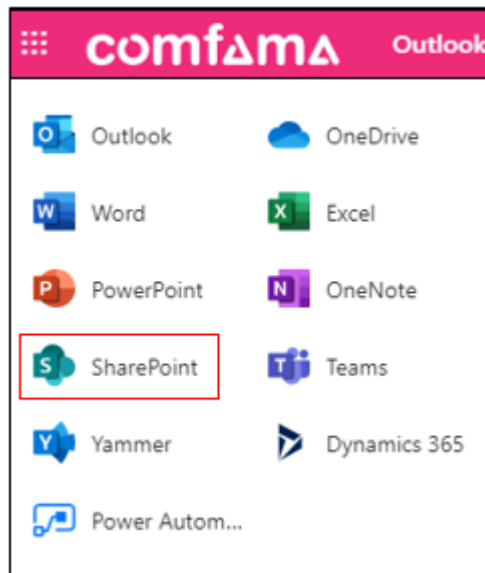 comfama Outlook
Outlook OneDrive
Word Excel
PowerPoint OneNote
SharePoint Teams
Yammer Dynamics 365
Power Autom...